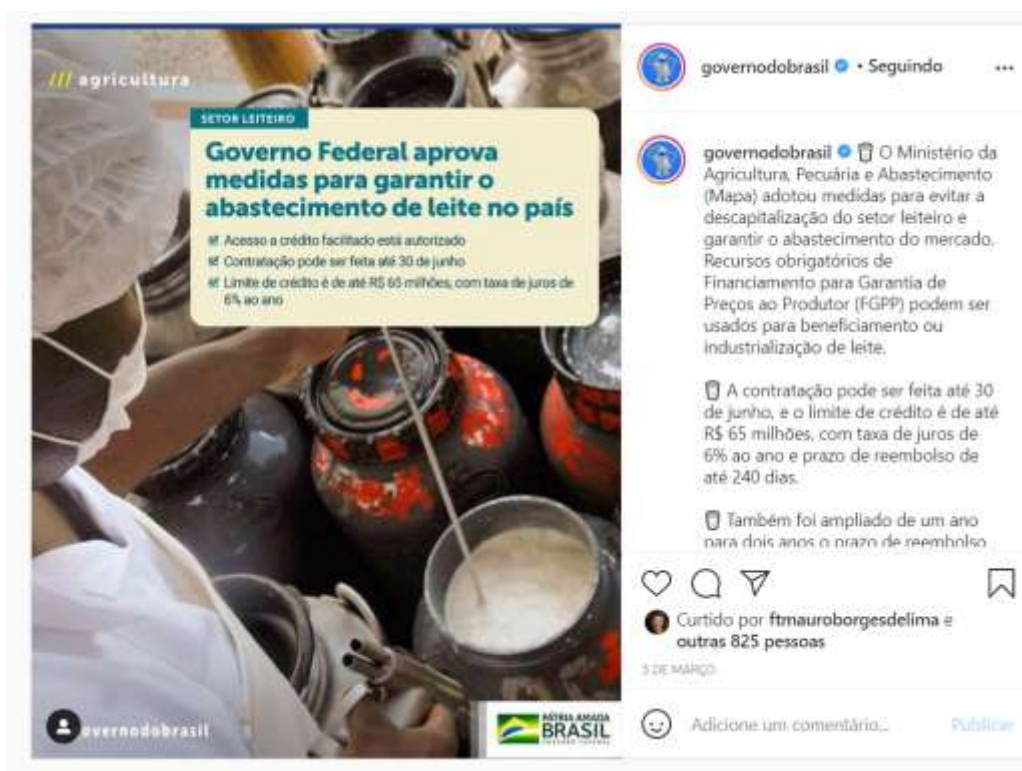 /// agricultura
SETOR LEITEIRO
Governo Federal aprova
medidas para garantir o
abastecimento de leite no país
Acesso a crédito facilitado está autorizado
Contratação pode ser feita até 30 de junho
Limite de crédito é de até R$ 65 milhões, com taxa de juros de
6% ao ano
overnodobrasil
PÁTRIA AMADA
BRASIL
governodobrasil • Seguindo
governodobrasil O Ministério da
Agricultura, Pecuária e Abastecimento
(Mapa) adotou medidas para evitar a
descapitalização do setor leiteiro e
garantir o abastecimento do mercado.
Recursos obrigatórios de
Financiamento para Garantia de
Preços ao Produtor (FGPP) podem ser
usados para beneficiamento ou
industrialização de leite.
A contratação pode ser feita até 30
de junho, e o limite de crédito é de até
R$ 65 milhões, com taxa de juros de
6% ao ano e prazo de reembolso de
até 240 dias.
Também foi ampliado de um ano
para dois anos o prazo de reembolso
Curtido por ftmauroborgesdelima e
outras 825 pessoas
5 DE MARÇO
Adicione um comentário... Publicar